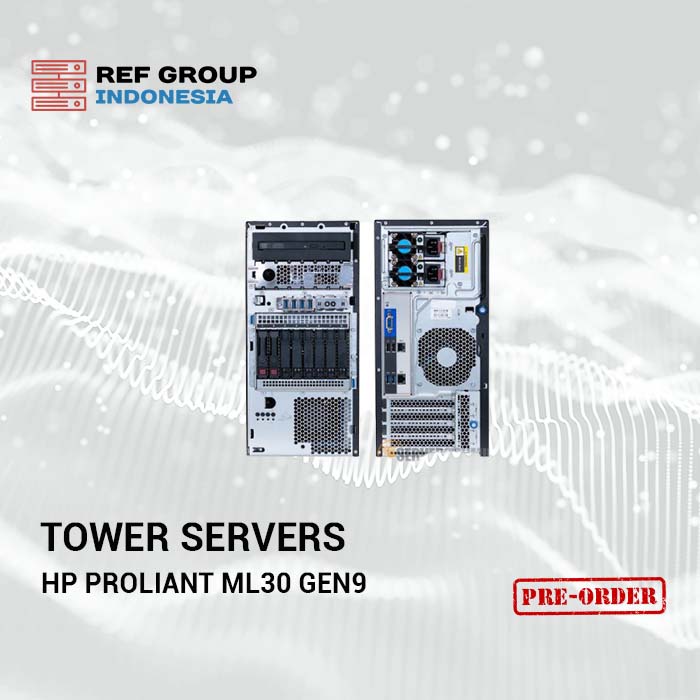 REF GROUP
INDONESIA
TOWER SERVERS
HP PROLIANT ML30 GEN9
PRE-ORDER